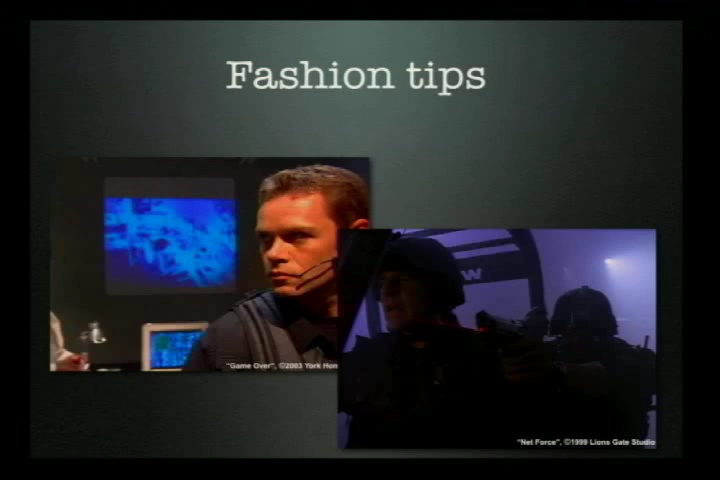 Fashion tips
"Game Over", ©2003 York Hom
"Net Force", ©1999 Lions Gate Studio